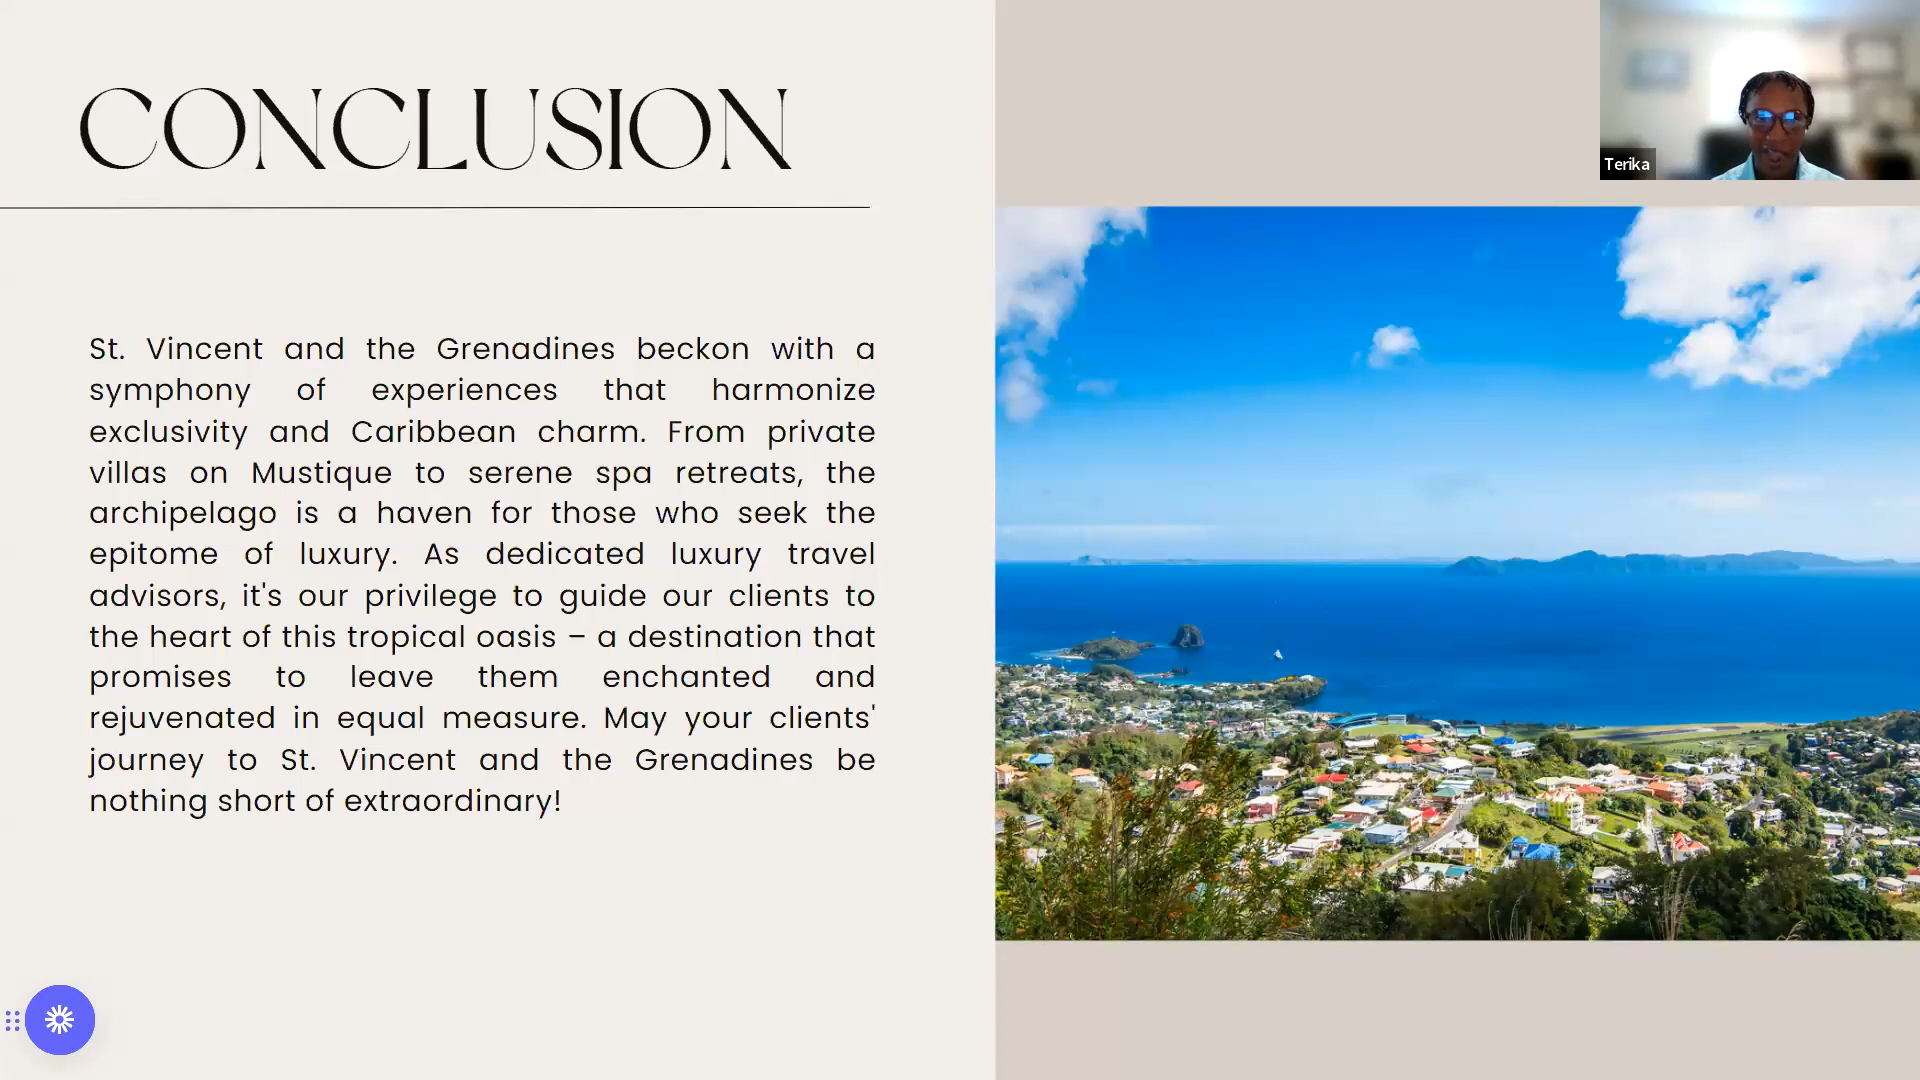 CONCLUSION
St. Vincent and the Grenadines beckon with a
symphony of experiences that harmonize
exclusivity and Caribbean charm. From private
villas on Mustique to serene spa retreats, the
archipelago is a haven for those who seek the
epitome of luxury. As dedicated luxury travel
advisors, it's our privilege to guide our clients to
the heart of this tropical oasis – a destination that
promises to leave them enchanted and
rejuvenated in equal measure. May your clients'
journey to St. Vincent and the Grenadines be
nothing short of extraordinary!
Terika